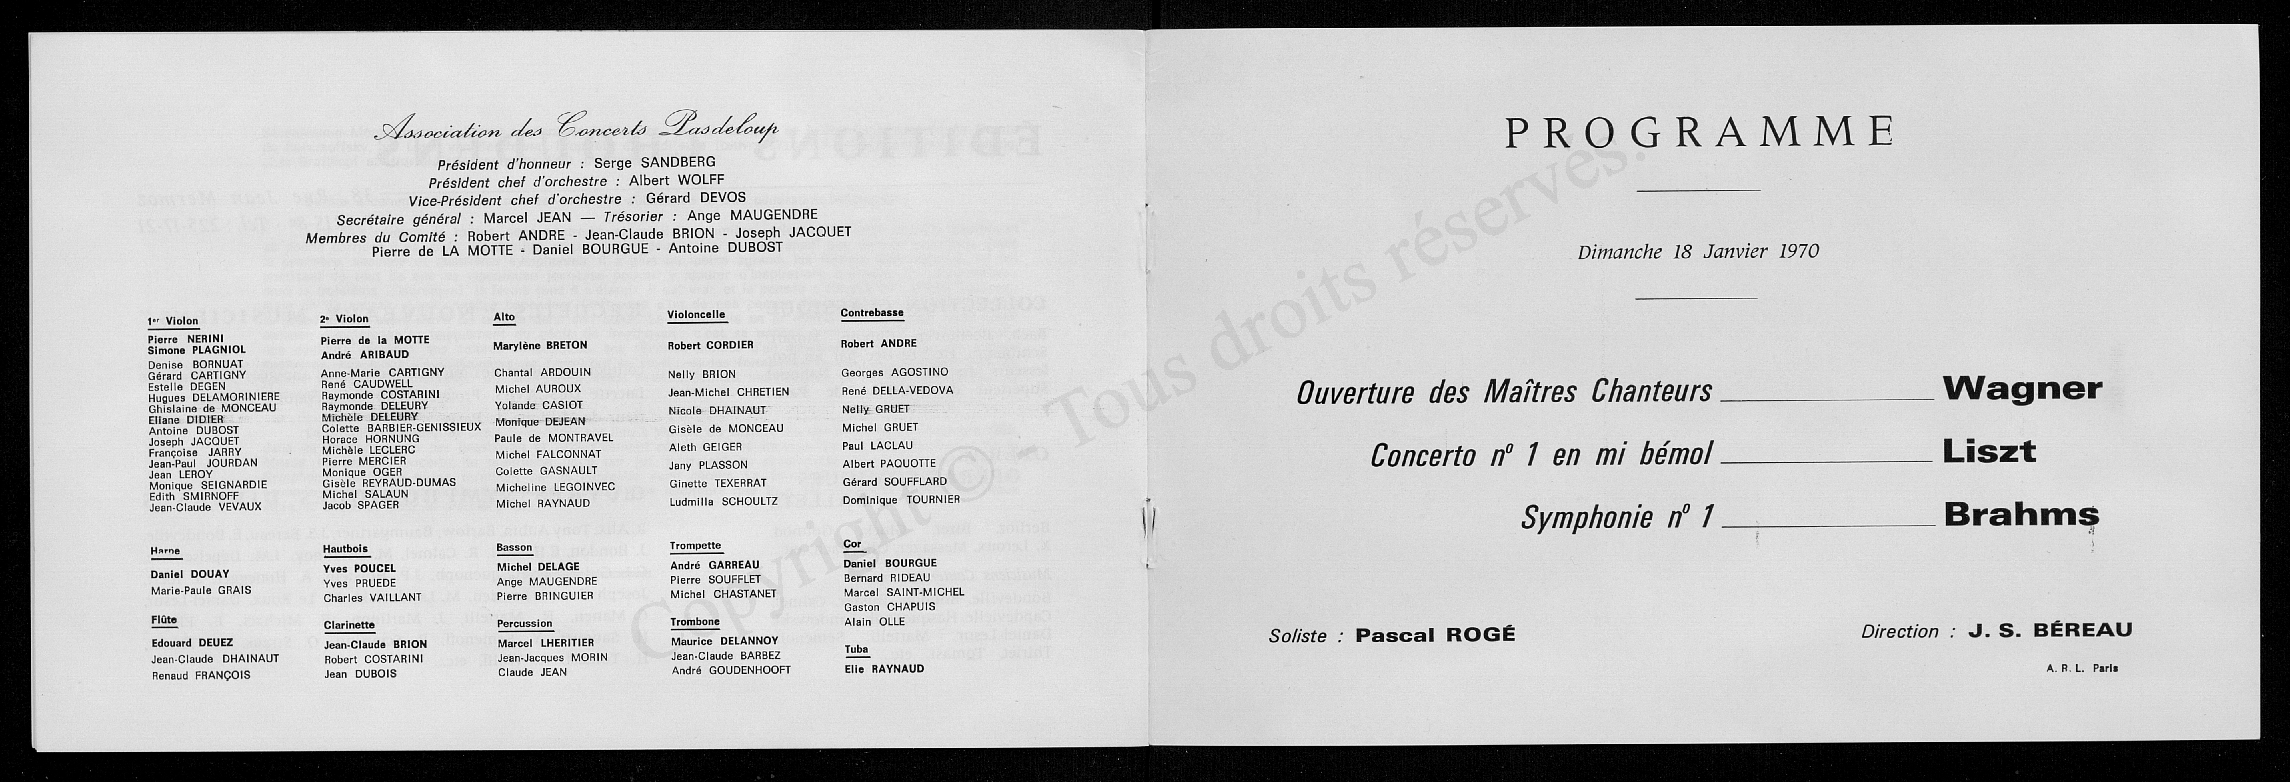 Association des Concerts Pasdeloup
Président d'honneur : Serge SANDBERG
Président chef d'orchestre : Albert WOLFF
Vice-Président chef d'orchestre : Gérard DEVOS
Secrétaire général : Marcel JEAN — Trésorier : Ange MAUGENDRE
Membres du Comité : Robert ANDRE - Jean-Claude BRION - Joseph JACQUET
Pierre de LA MOTTE - Daniel BOURGUE - Antoine DUBOST
1er Violon
Pierre NERINI
Simone PLAGNIOL
Denise BORNUAT
Gérard CARTIGNY
Estelle DEGEN
Hugues DELAMORINIERE
Ghislaine de MONCEAU
Eliane DIDIER
Antoine DUBOST
Joseph JACQUET
Françoise JARRY
Jean-Paul JOURDAN
Jean LEROY
Monique SEIGNARDIE
Edith SMIRNOFF
Jean-Claude VEVAUX
2e Violon
Pierre de la MOTTE
André ARIBAUD
Anne-Marie CARTIGNY
René CAUDWELL
Raymonde COSTARINI
Raymonde DELEURY
Michèle DELEURY
Colette BARBIER-GENISSIEUX
Horace HORNUNG
Michèle LECLERC
Pierre MERCIER
Monique OGER
Gisèle REYRAUD-DUMAS
Michel SALAUN
Jacob SPAGER
Alto
Marylène BRETON
Chantal ARDOUIN
Michel AUROUX
Yolande CASIOT
Monique DEJEAN
Paule de MONTRAVEL
Michel FALCONNAT
Colette GASNAULT
Micheline LEGOINVEC
Michel RAYNAUD
Violoncelle
Robert CORDIER
Nelly BRION
Jean-Michel CHRETIEN
Nicole DHAINAUT
Gisèle de MONCEAU
Aleth GEIGER
Jany PLASSON
Ginette TEXERRAT
Ludmilla SCHOULTZ
Contrebasse
Robert ANDRE
Georges AGOSTINO
René DELLA-VEDOVA
Nelly GRUET
Michel GRUET
Paul LACLAU
Albert PAQUOTTE
Gérard SOUFFLARD
Dominique TOURNIER
Harpe
Daniel DOUAY
Marie-Paule GRAIS
Flûte
Edouard DEUEZ
Jean-Claude DHAINAUT
Renaud FRANÇOIS
Hautbois
Yves POUCEL
Yves PRUEDE
Charles VAILLANT
Clarinette
Jean-Claude BRION
Robert COSTARINI
Jean DUBOIS
Basson
Michel DELAGE
Ange MAUGENDRE
Pierre BRINGUIER
Percussion
Marcel LHERITIER
Jean-Jacques MORIN
Claude JEAN
Trompette
André GARREAU
Pierre SOUFFLET
Michel CHASTANET
Trombone
Maurice DELANNOY
Jean-Claude BARBEZ
André GOUDENHOOFT
Cor
Daniel BOURGUE
Bernard RIDEAU
Marcel SAINT-MICHEL
Gaston CHAPUIS
Alain OLLE
Tuba
Elie RAYNAUD
PROGRAMME
Dimanche 18 Janvier 1970
Ouverture des Maîtres Chanteurs Wagner
Concerto nº 1 en mi bémol Liszt
Symphonie nº 1 Brahms
Soliste : Pascal ROGÉ
Direction : J. S. BÉREAU
A. R. L. Paris
Copyright © - Tous droits réservés.